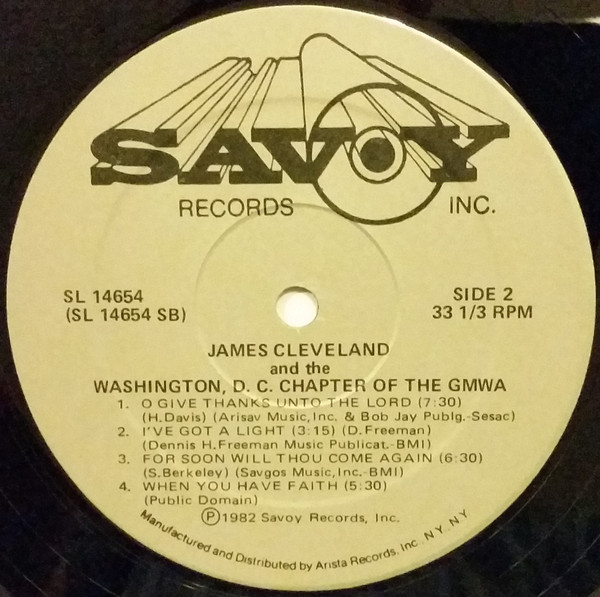 SAVOY
RECORDS INC.
SL 14654
(SL 14654 SB)
SIDE 2
33 1/3 RPM
JAMES CLEVELAND
and the
WASHINGTON, D. C. CHAPTER OF THE GMWA
1. O GIVE THANKS UNTO THE LORD (7:30)
(H.Davis) (Arisav Music, Inc. & Bob Jay Publg.-Sesac)
2. I'VE GOT A LIGHT (3:15) (D.Freeman)
(Dennis H.Freeman Music Publicat.-BMI)
3. FOR SOON WILL THOU COME AGAIN (6:30)
(S.Berkeley) (Savgos Music, Inc.-BMI)
4. WHEN YOU HAVE FAITH (5:30)
(Public Domain)
Ⓟ1982 Savoy Records, Inc.
Manufactured and Distributed by Arista Records, Inc., N.Y. N.Y